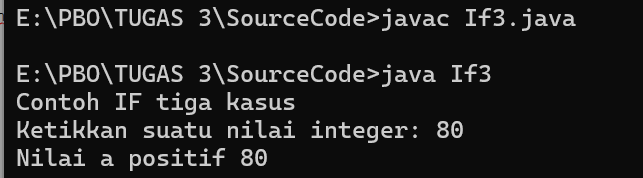 E:\PBO\TUGAS 3\SourceCode>javac If3.java
E:\PBO\TUGAS 3\SourceCode>java If3
Contoh IF tiga kasus
Ketikkan suatu nilai integer: 80
Nilai a positif 80